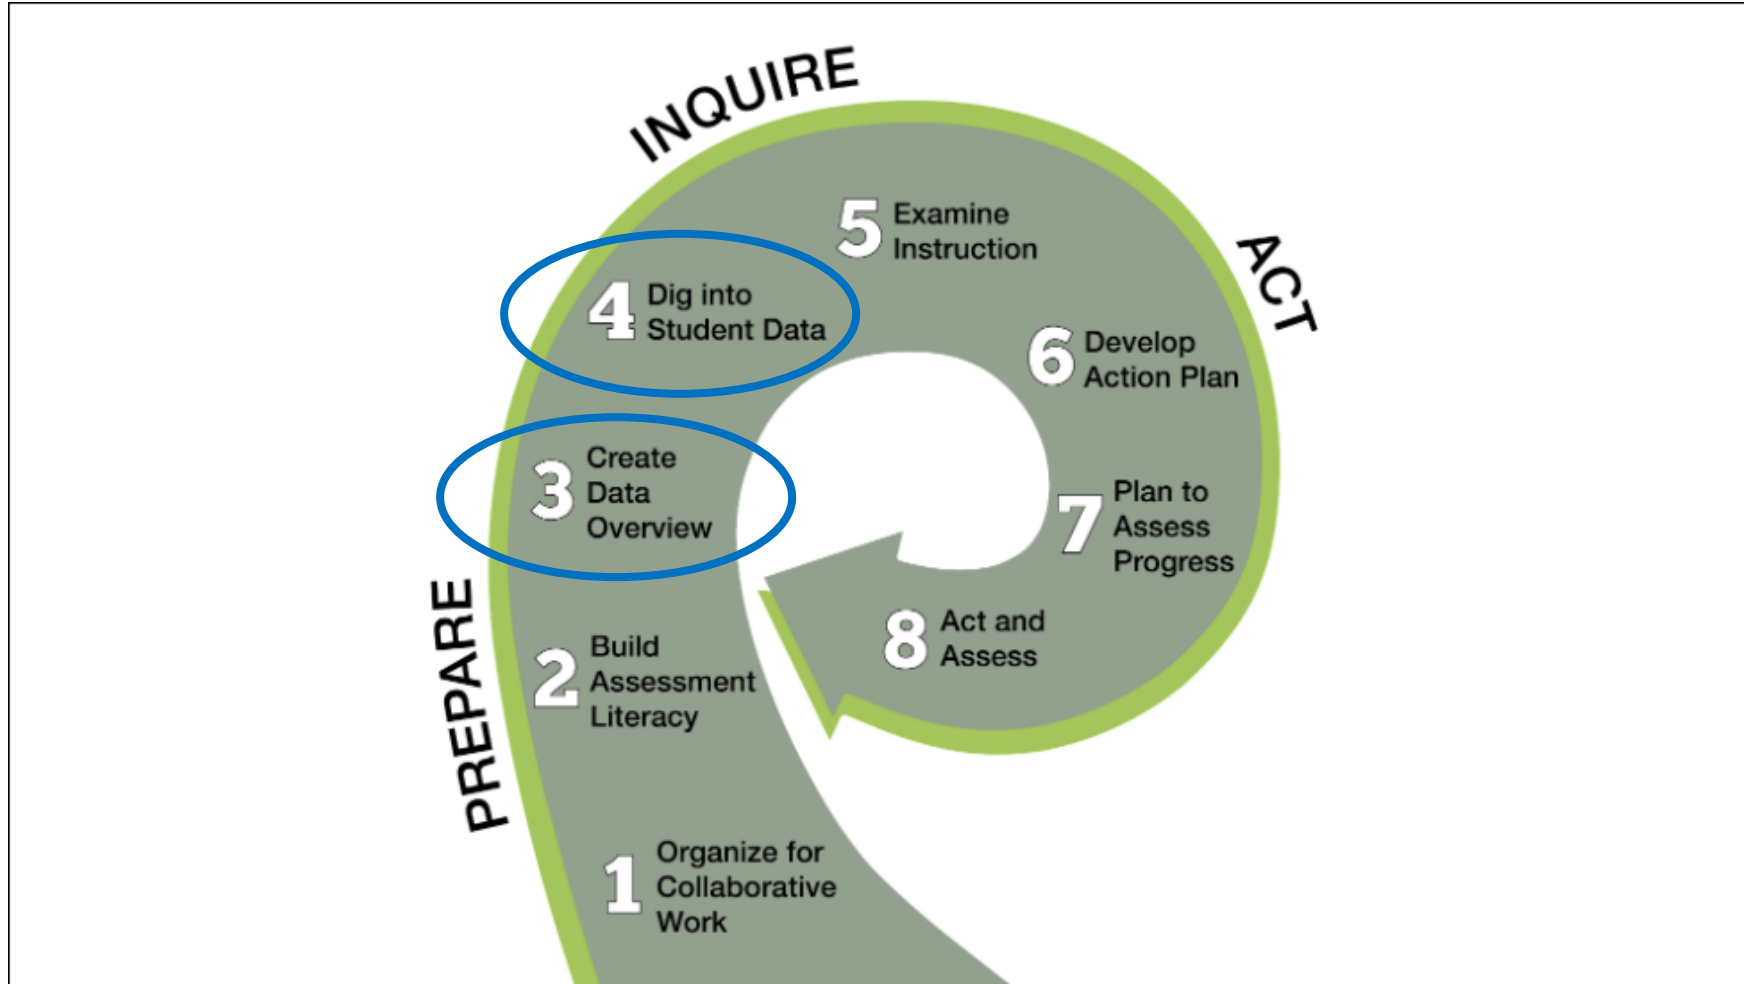 INQUIRE
ACT
PREPARE
5 Examine
Instruction
4 Dig into
Student Data
6 Develop
Action Plan
3 Create
Data
Overview
7 Plan to
Assess
Progress
8 Act and
Assess
2 Build
Assessment
Literacy
1 Organize for
Collaborative
Work